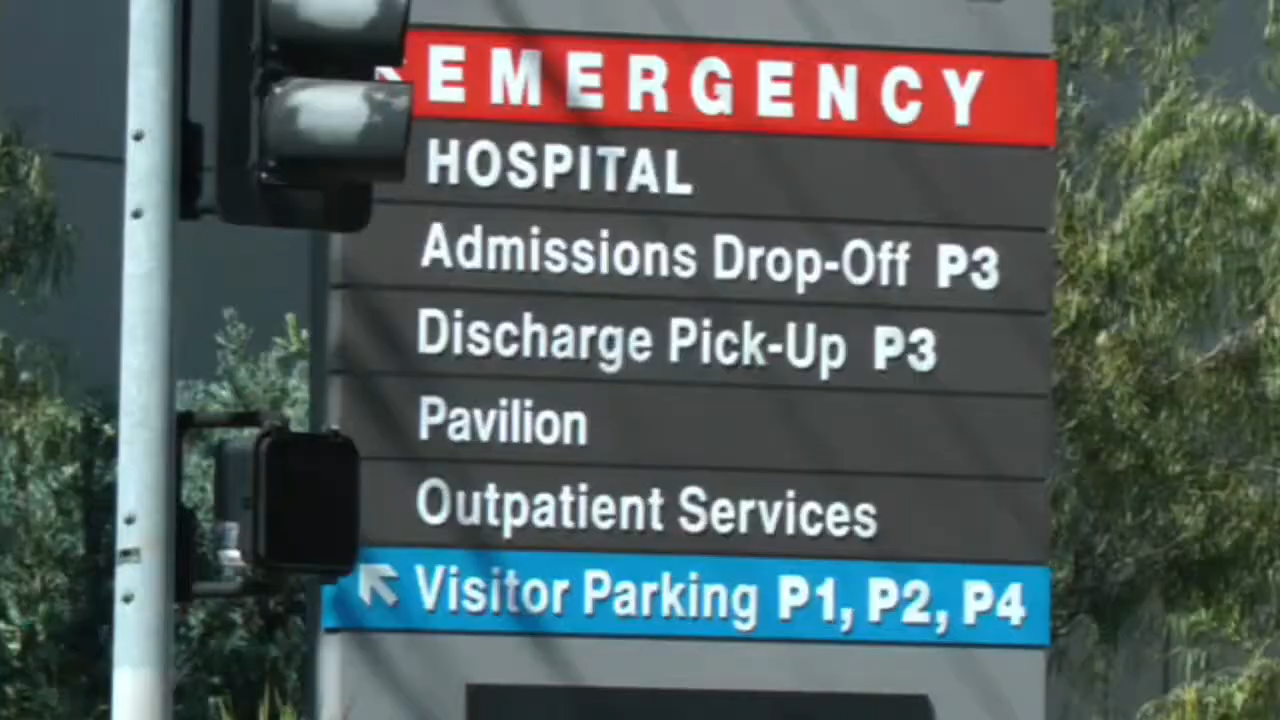 EMERGENCY
HOSPITAL
Admissions Drop-Off P3
Discharge Pick-Up P3
Pavilion
Outpatient Services
Visitor Parking P1, P2, P4